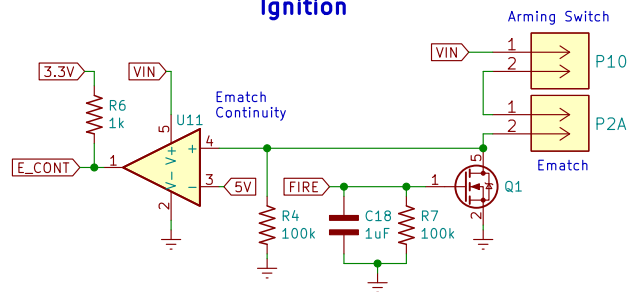 Ignition
Arming Switch
VIN
1
2
P10
3.3V
VIN
R6
1k
Ematch
Continuity
U11
5
V+
4
+
1
2
P2A
E_CONT
1
V-
3
-
5V
2
Ematch
FIRE
1
5
Q1
2
R4
100k
C18
1uF
R7
100k